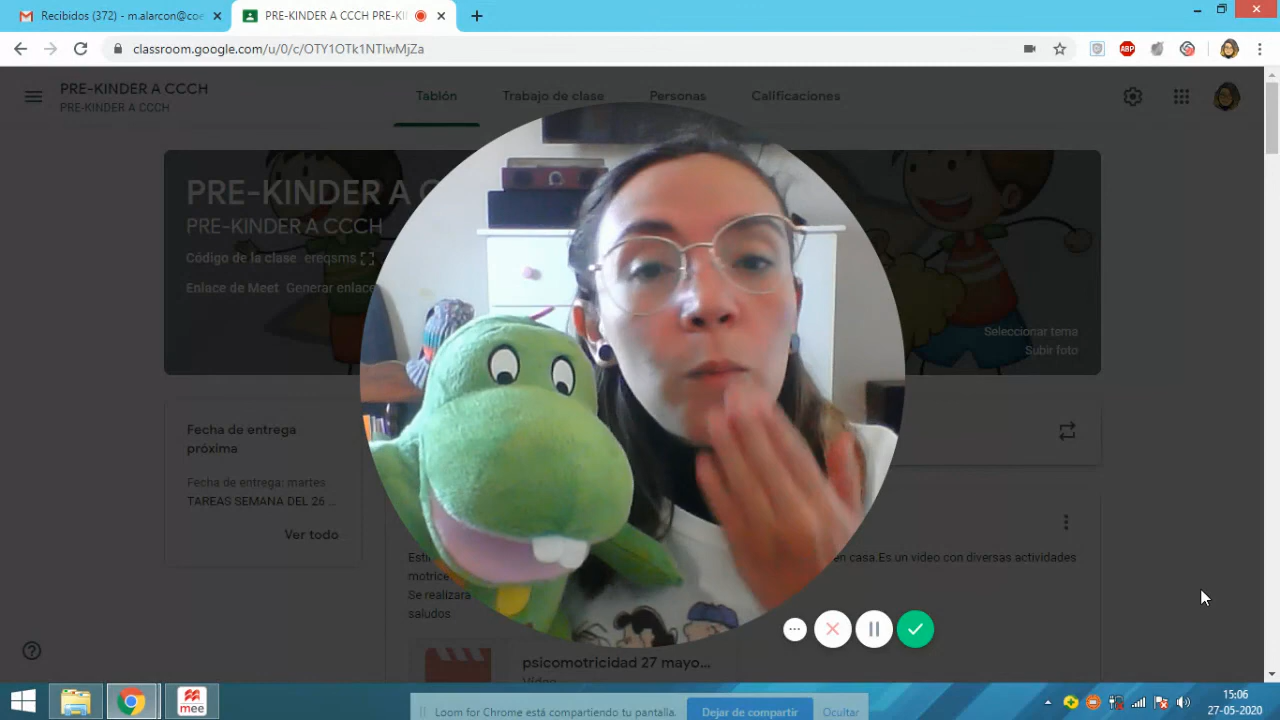 Recibidos (372) - m.alarcon@coe
PRE-KINDER A CCCH PRE-KI
classroom.google.com/u/0/c/OTY1OTk1NTIwMjZa
ABP
PRE-KINDER A CCCH
PRE-KINDER A CCCH
Tablón
Trabajo de clase
Personas
Calificaciones
PRE-KINDER A C
PRE-KINDER A CCCH
Código de la clase ereqsms
Enlace de Meet Generar enlace
Seleccionar tema
Subir foto
Fecha de entrega
próxima
Fecha de entrega: martes
TAREAS SEMANA DEL 26 ...
Ver todo
en casa.Es un video con diversas actividades
motrice
Se realizara
saludos
psicomotricidad 27 mayo...
Video
mee
Loom for Chrome está compartiendo tu pantalla.
Dejar de compartir
Ocultar
15:06
27-05-2020